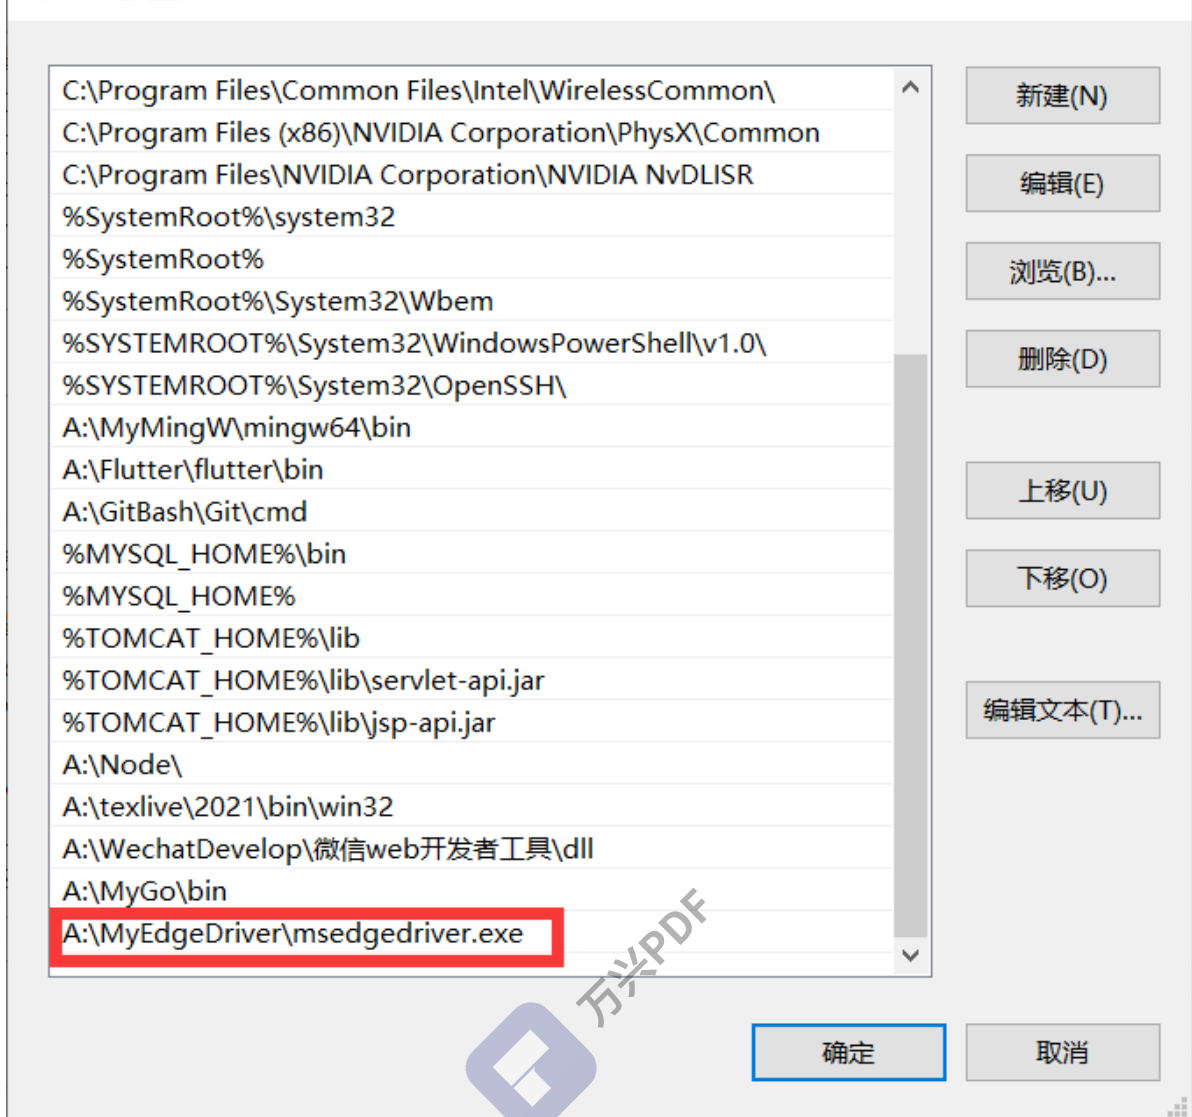 C:\Program Files\Common Files\Intel\WirelessCommon\
C:\Program Files (x86)\NVIDIA Corporation\PhysX\Common
C:\Program Files\NVIDIA Corporation\NVIDIA NvDLISR
%SystemRoot%\system32
%SystemRoot%
%SystemRoot%\System32\Wbem
%SYSTEMROOT%\System32\WindowsPowerShell\v1.0\
%SYSTEMROOT%\System32\OpenSSH\
A:\MyMingW\mingw64\bin
A:\Flutter\flutter\bin
A:\GitBash\Git\cmd
%MYSQL_HOME%\bin
%MYSQL_HOME%
%TOMCAT_HOME%\lib
%TOMCAT_HOME%\lib\servlet-api.jar
%TOMCAT_HOME%\lib\jsp-api.jar
A:\Node\
A:\texlive\2021\bin\win32
A:\WechatDevelop\微信web开发者工具\dll
A:\MyGo\bin
A:\MyEdgeDriver\msedgedriver.exe
新建(N)
编辑(E)
浏览(B)...
删除(D)
上移(U)
下移(O)
编辑文本(T)...
万兴PDF
确定
取消